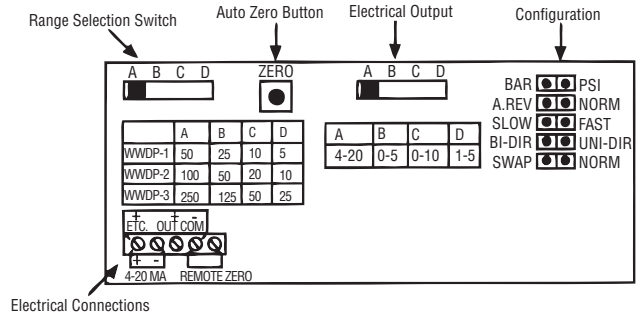 Range Selection Switch
Auto Zero Button
Electrical Output
Configuration
A B C D
ZERO
A B C D
BAR PSI
A.REV NORM
SLOW FAST
BI-DIR UNI-DIR
SWAP NORM
A B C D
WWDP-1 50 25 10 5
WWDP-2 100 50 20 10
WWDP-3 250 125 50 25
A B C D
4-20 0-5 0-10 1-5
+ + -
ETC. OUT COM
+ -
4-20 MA REMOTE ZERO
Electrical Connections